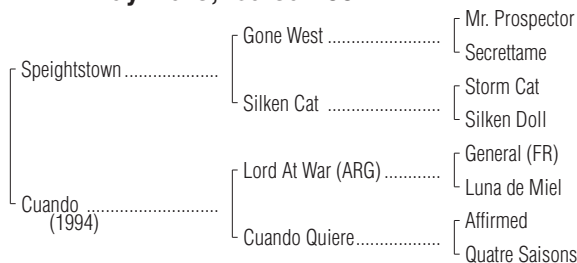 Gone West
Mr. Prospector
Secrettame
Speightstown
Silken Cat
Storm Cat
Silken Doll
Lord At War (ARG)
General (FR)
Luna de Miel
Cuando
(1994)
Cuando Quiere
Affirmed
Quatre Saisons